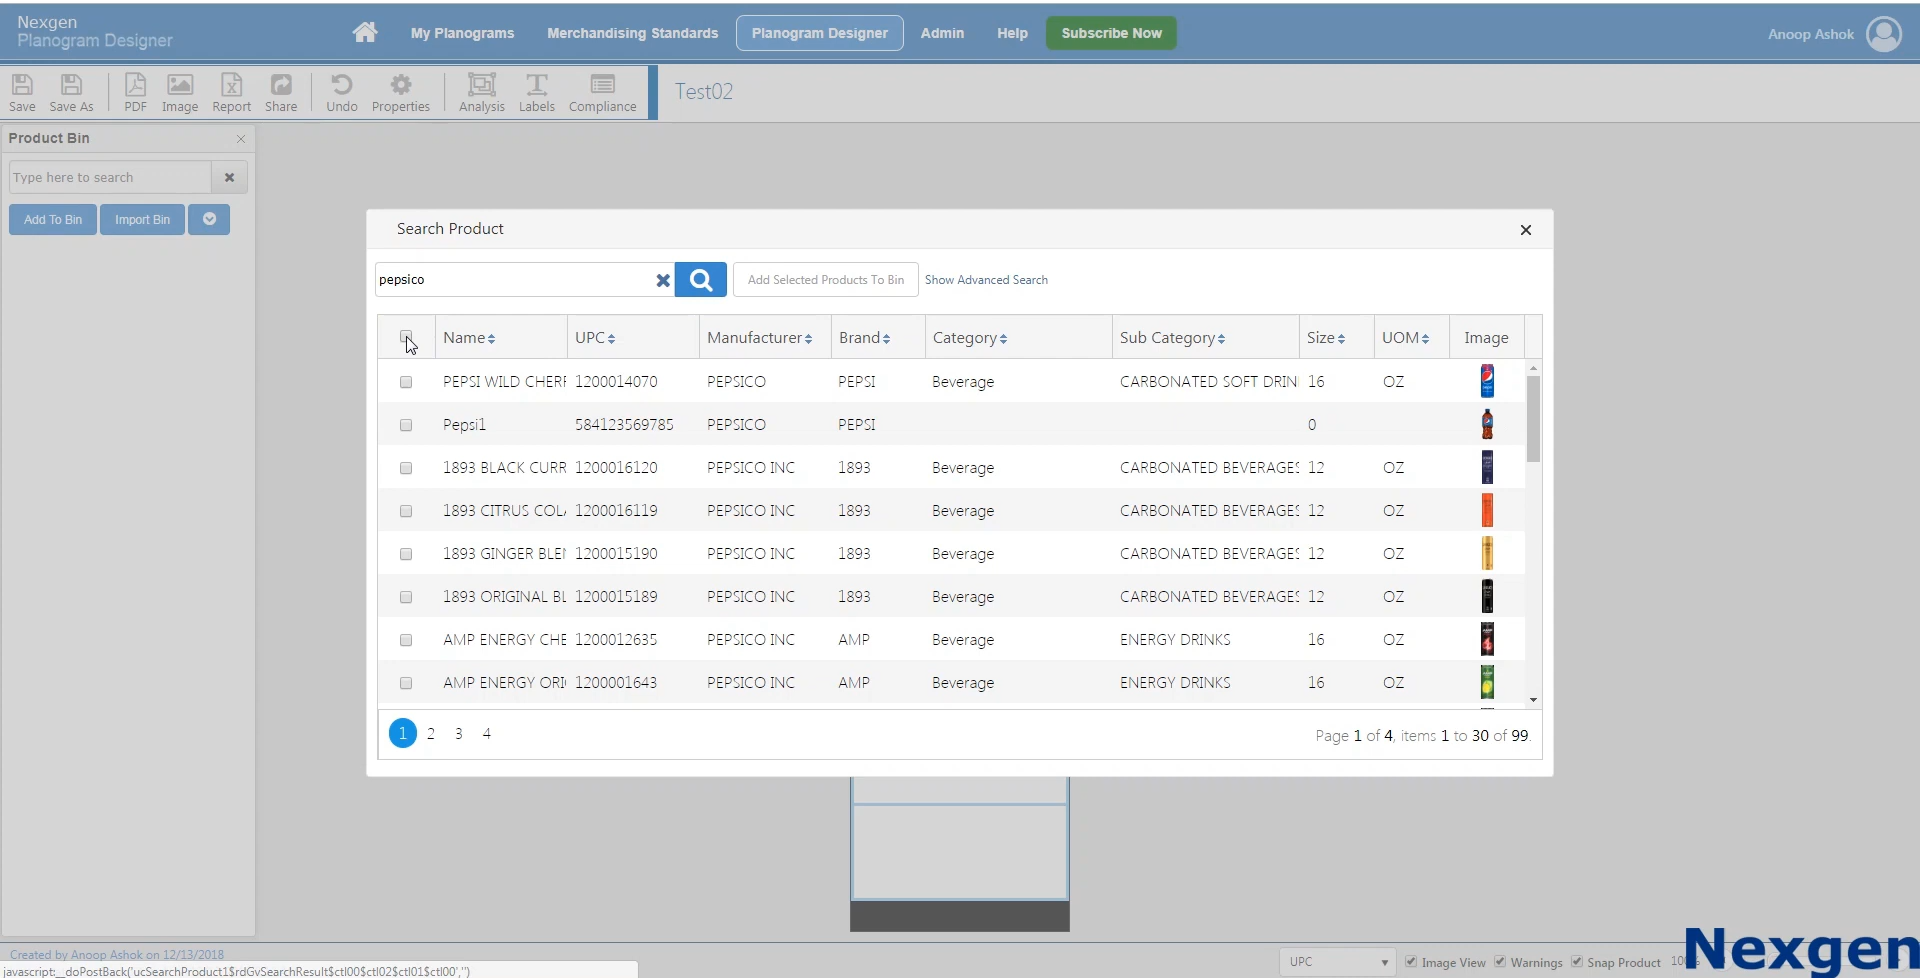 Nexgen
Planogram Designer
My Planograms
Merchandising Standards
Planogram Designer
Admin
Help
Subscribe Now
Anoop Ashok
Save
Save As
PDF
Image
Report
Share
Undo
Properties
Analysis
Labels
Compliance
Test02
Product Bin
Type here to search
Add To Bin
Import Bin
Search Product
pepsico
Add Selected Products To Bin
Show Advanced Search
Name UPC Manufacturer Brand Category Sub Category Size UOM Image
PEPSI WILD CHERR 1200014070 PEPSICO PEPSI Beverage CARBONATED SOFT DRIN 16 OZ
Pepsi1 584123569785 PEPSICO PEPSI 0
1893 BLACK CURR 1200016120 PEPSICO INC 1893 Beverage CARBONATED BEVERAGES 12 OZ
1893 CITRUS COL 1200016119 PEPSICO INC 1893 Beverage CARBONATED BEVERAGES 12 OZ
1893 GINGER BLE 1200015190 PEPSICO INC 1893 Beverage CARBONATED BEVERAGES 12 OZ
1893 ORIGINAL BL 1200015189 PEPSICO INC 1893 Beverage CARBONATED BEVERAGES 12 OZ
AMP ENERGY CHE 1200012635 PEPSICO INC AMP Beverage ENERGY DRINKS 16 OZ
AMP ENERGY ORI 1200001643 PEPSICO INC AMP Beverage ENERGY DRINKS 16 OZ
1 2 3 4
Page 1 of 4, items 1 to 30 of 99.
Created by Anoop Ashok on 12/13/2018
javascript:__doPostBack('ucSearchProduct1$rdGvSearchResult$ctl00$ctl02$ctl01$ctl00','')
UPC
Image View
Warnings
Snap Product
Nexgen